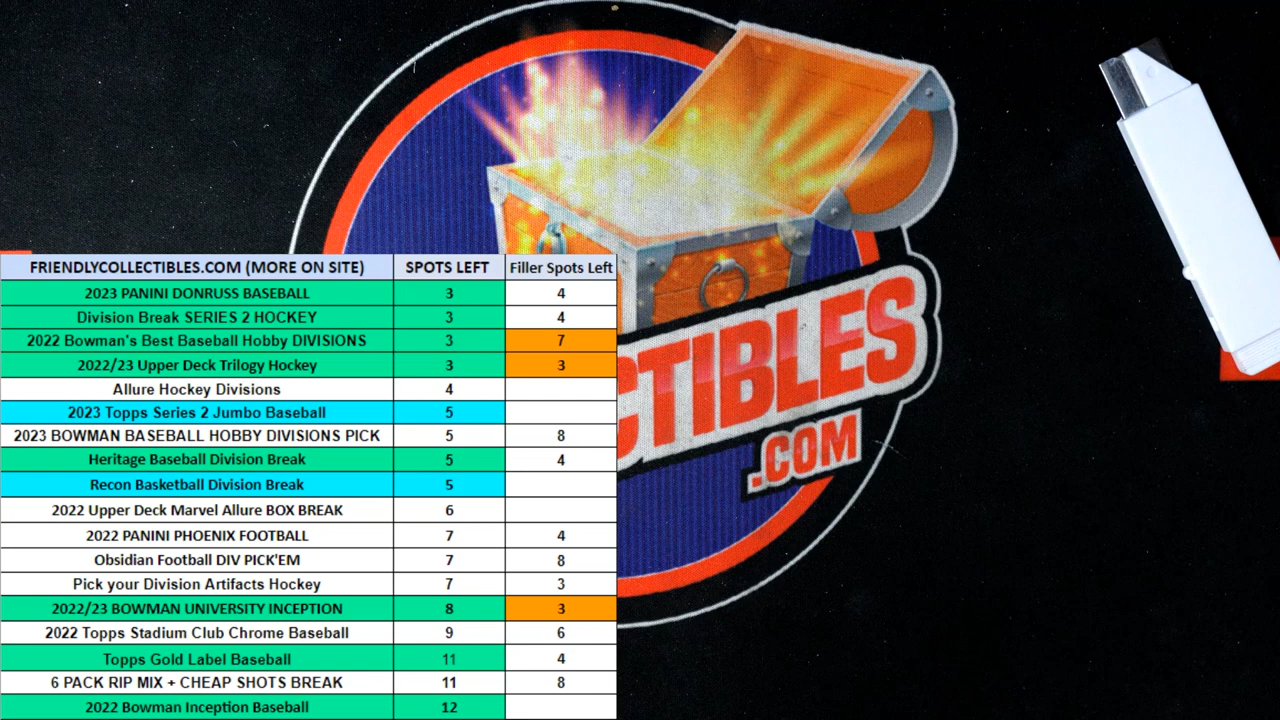 FRIENDLYCOLLECTIBLES.COM (MORE ON SITE) SPOTS LEFT Filler Spots Left
2023 PANINI DONRUSS BASEBALL 3 4
Division Break SERIES 2 HOCKEY 3 4
2022 Bowman's Best Baseball Hobby DIVISIONS 3 7
2022/23 Upper Deck Trilogy Hockey 3 3
Allure Hockey Divisions 4
2023 Topps Series 2 Jumbo Baseball 5
2023 BOWMAN BASEBALL HOBBY DIVISIONS PICK 5 8
Heritage Baseball Division Break 5 4
Recon Basketball Division Break 5
2022 Upper Deck Marvel Allure BOX BREAK 6
2022 PANINI PHOENIX FOOTBALL 7 4
Obsidian Football DIV PICK'EM 7 8
Pick your Division Artifacts Hockey 7 3
2022/23 BOWMAN UNIVERSITY INCEPTION 8 3
2022 Topps Stadium Club Chrome Baseball 9 6
Topps Gold Label Baseball 11 4
6 PACK RIP MIX + CHEAP SHOTS BREAK 11 8
2022 Bowman Inception Baseball 12
CTIBLES
.COM